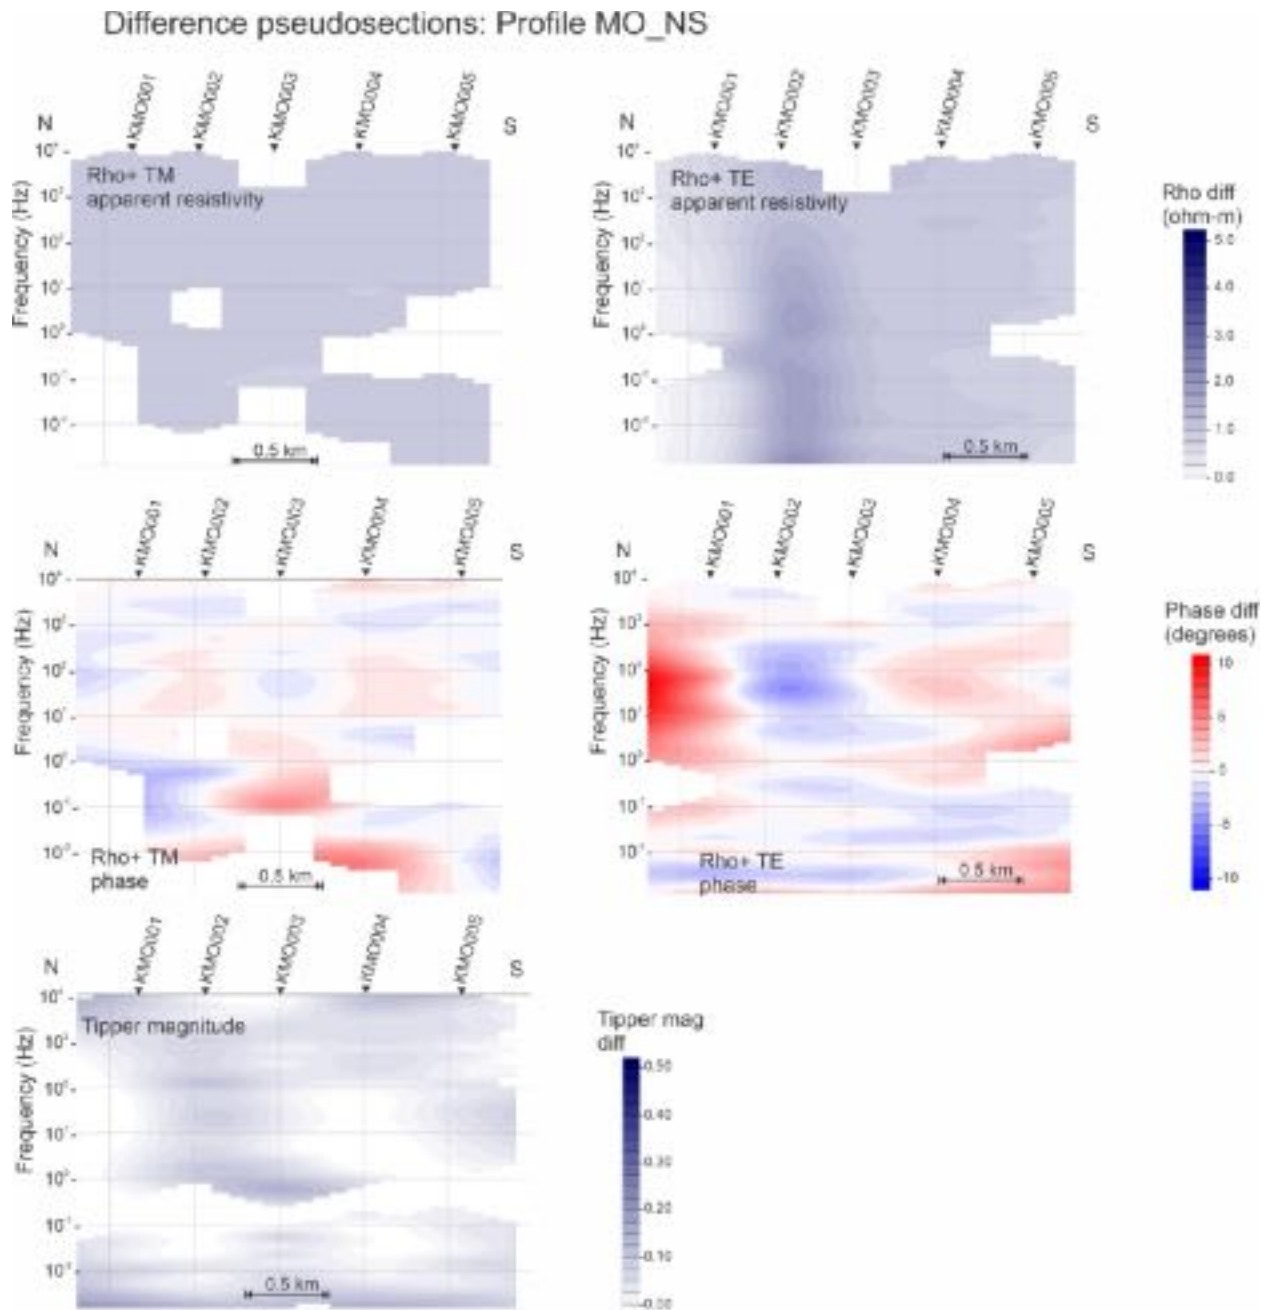 Difference pseudosections: Profile MO_NS
KMO001 KMO002 KMO003 KMO004 KMO005
N S
Rho+ TM
apparent resistivity
Frequency (Hz)
0.5 km
KMO001 KMO002 KMO003 KMO004 KMO005
N S
Rho+ TE
apparent resistivity
Frequency (Hz)
0.5 km
Rho diff
(ohm-m)
5.0
4.0
3.0
2.0
1.0
0.0
KMO001 KMO002 KMO003 KMO004 KMO005
N S
Frequency (Hz)
Rho+ TM
phase
0.5 km
KMO001 KMO002 KMO003 KMO004 KMO005
N S
Frequency (Hz)
Rho+ TE
phase
0.5 km
Phase diff
(degrees)
10
-10
KMO001 KMO002 KMO003 KMO004 KMO005
N S
Tipper magnitude
Frequency (Hz)
0.5 km
Tipper mag
diff
0.50
0.40
0.30
0.20
0.10
0.00